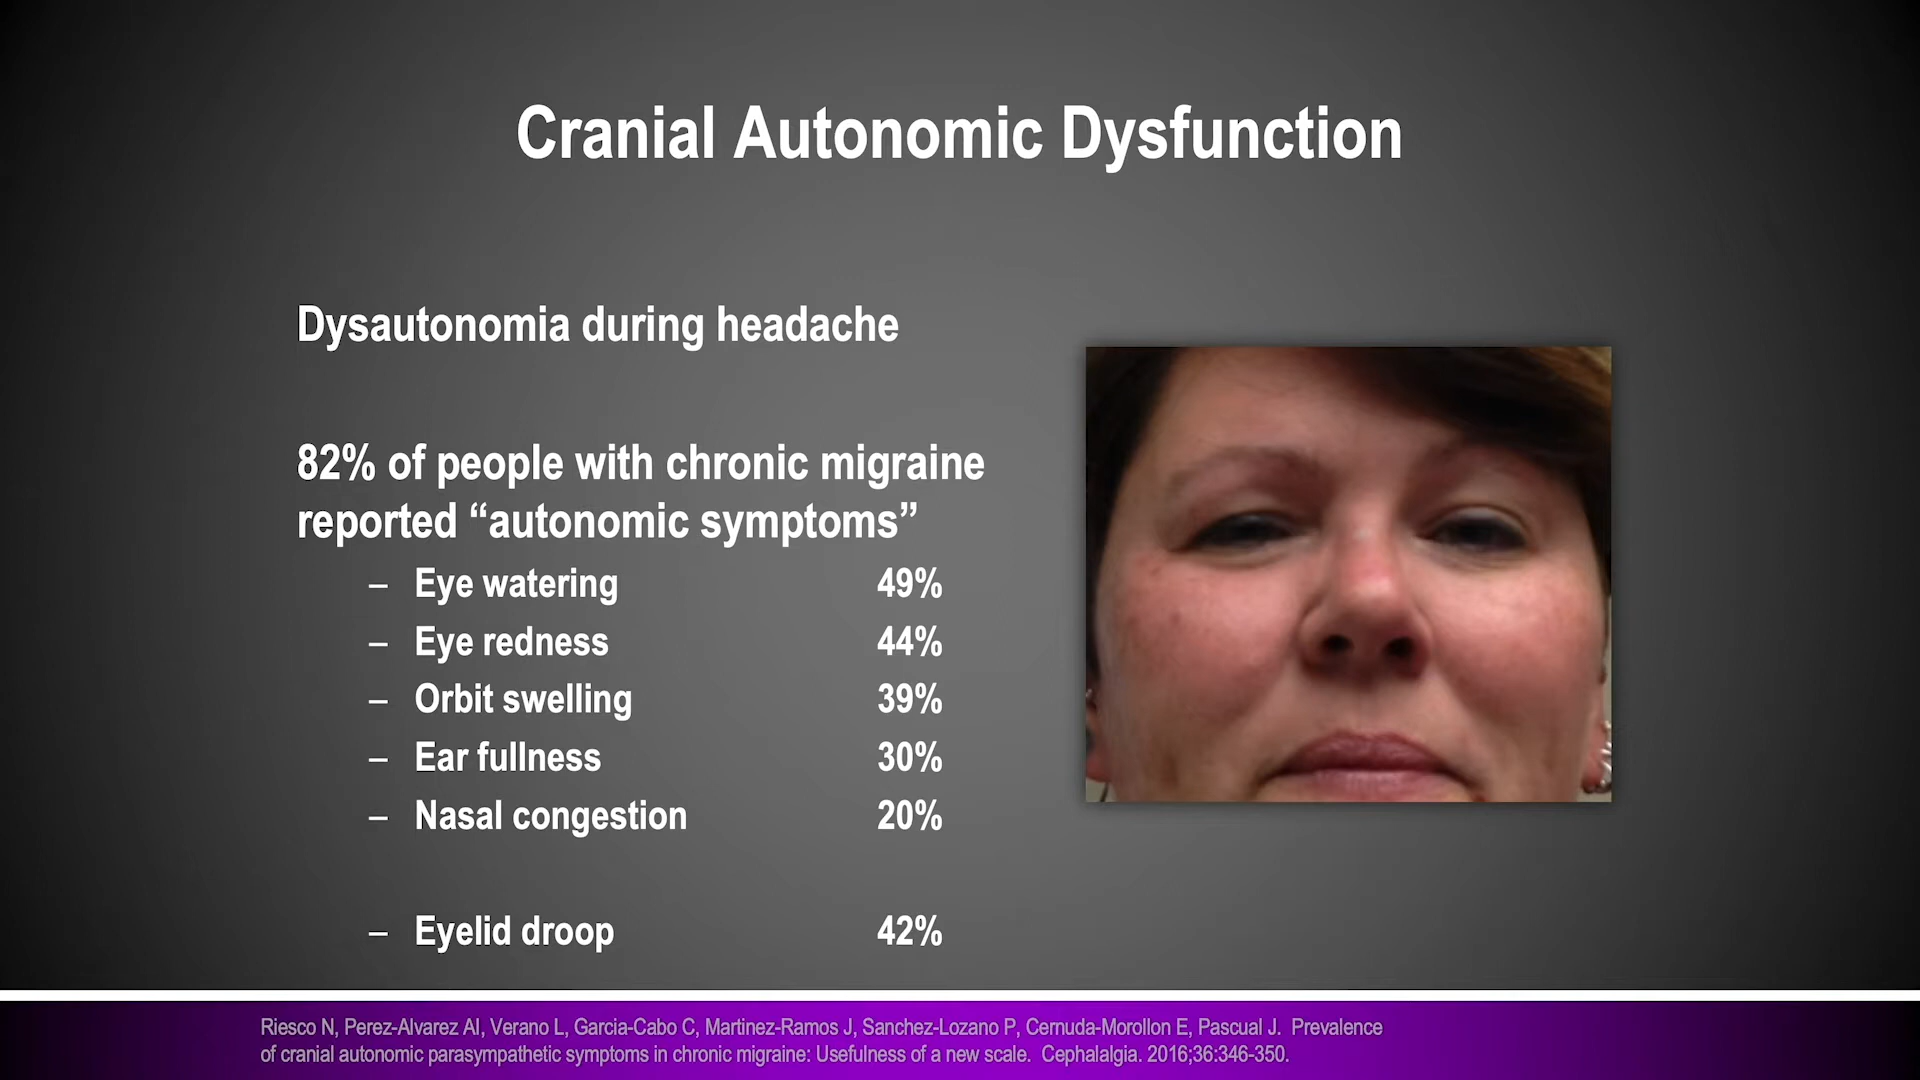 Cranial Autonomic Dysfunction
Dysautonomia during headache
82% of people with chronic migraine
reported “autonomic symptoms”
– Eye watering 49%
– Eye redness 44%
– Orbit swelling 39%
– Ear fullness 30%
– Nasal congestion 20%
– Eyelid droop 42%
Riesco N, Perez-Alvarez AI, Verano L, Garcia-Cabo C, Martinez-Ramos J, Sanchez-Lozano P, Cernuda-Morollon E, Pascual J. Prevalence
of cranial autonomic parasympathetic symptoms in chronic migraine: Usefulness of a new scale. Cephalalgia. 2016;36:346-350.